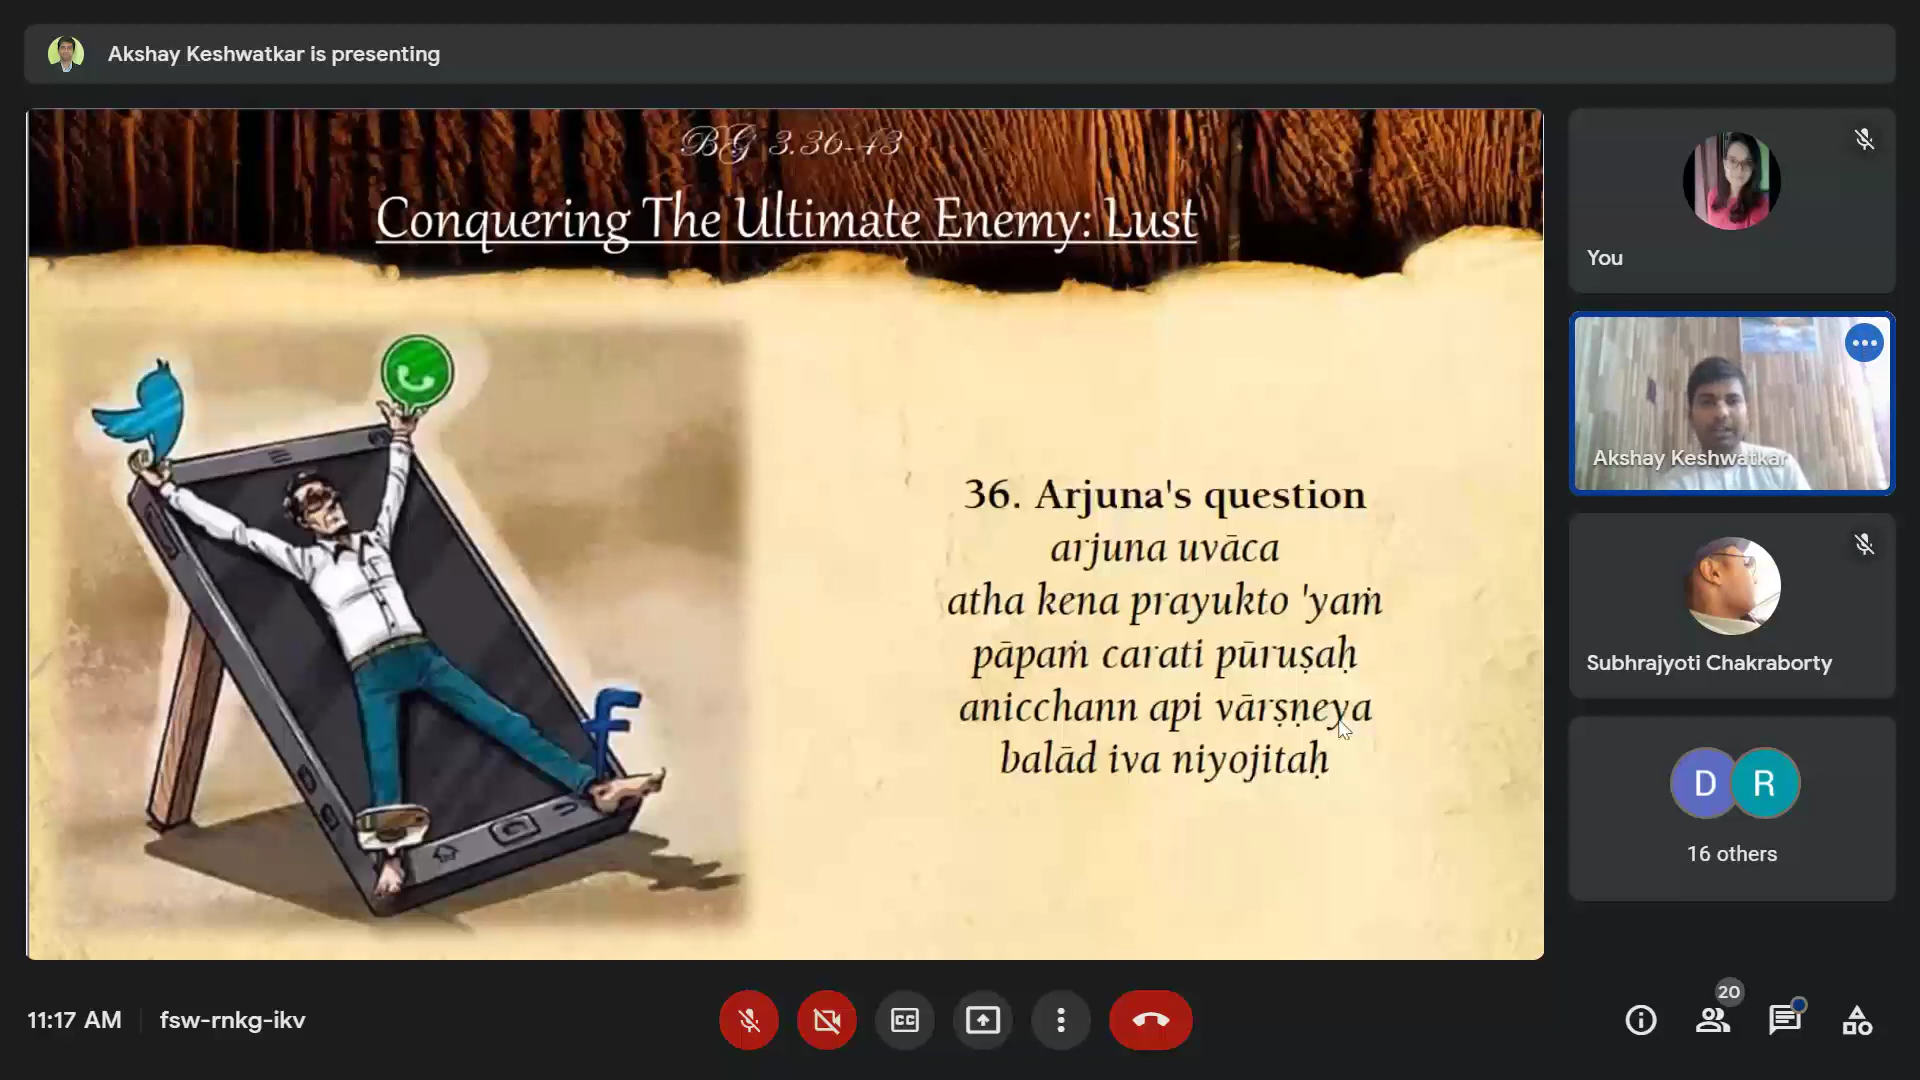 Akshay Keshwatkar is presenting
BG 3.36-43
Conquering The Ultimate Enemy: Lust
36. Arjuna's question
arjuna uvāca
atha kena prayukto 'yaṁ
pāpaṁ carati pūruṣaḥ
anicchann api vārṣṇeya
balād iva niyojitaḥ
You
Akshay Keshwatkar
Subhrajyoti Chakraborty
D R
16 others
11:17 AM
fsw-rnkg-ikv
CC
20